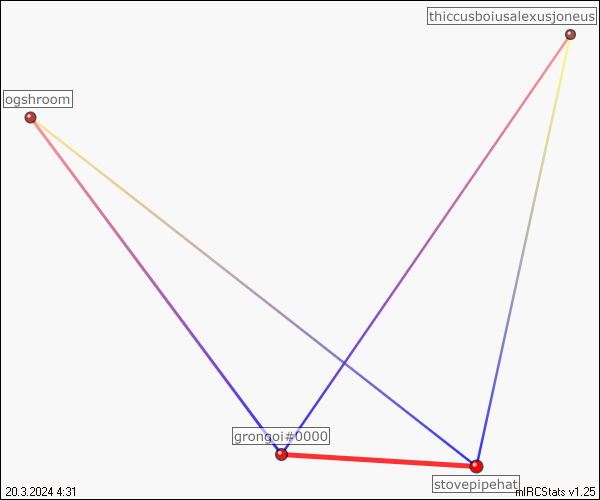 thiccusboiusalexusjoneus
ogshroom
grongoi#0000
stovepipehat
20.3.2024 4:31
mIRCStats v1.25